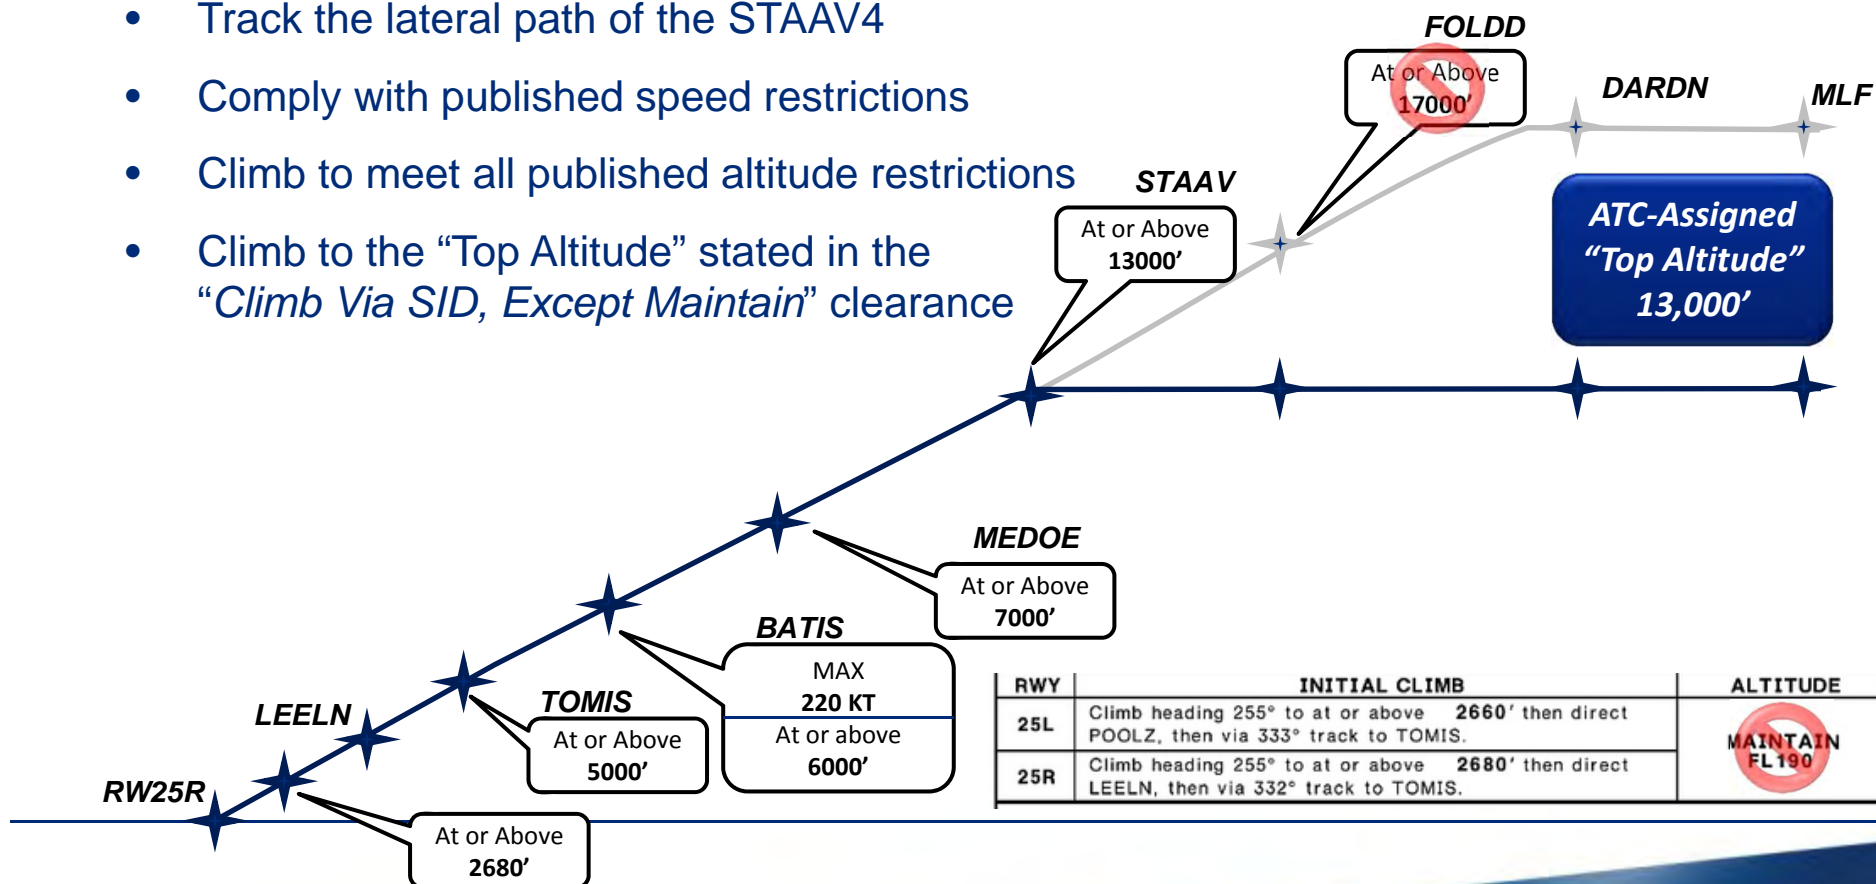 • Track the lateral path of the STAAV4
• Comply with published speed restrictions
• Climb to meet all published altitude restrictions
• Climb to the “Top Altitude” stated in the
“Climb Via SID, Except Maintain” clearance
FOLDD
At or Above
17000’
DARDN
MLF
STAAV
At or Above
13000’
ATC-Assigned
“Top Altitude”
13,000’
MEDOE
At or Above
7000’
BATIS
MAX
220 KT
At or above
6000’
TOMIS
At or Above
5000’
LEELN
RW25R
At or Above
2680’
RWY INITIAL CLIMB ALTITUDE
25L Climb heading 255° to at or above 2660' then direct
POOLZ, then via 333° track to TOMIS.
25R Climb heading 255° to at or above 2680' then direct
LEELN, then via 332° track to TOMIS.
MAINTAIN
FL190